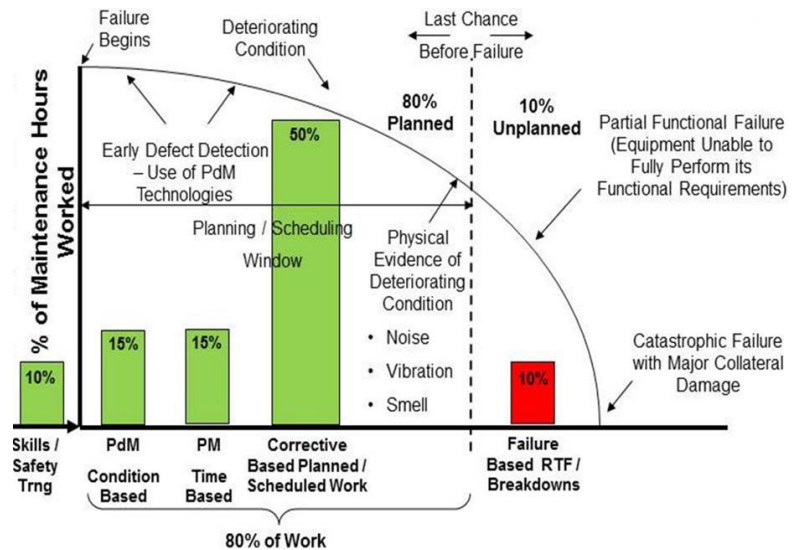 Failure
Begins
Deteriorating
Condition
Last Chance
Before Failure
% of Maintenance Hours
Worked
80%
Planned
10%
Unplanned
Partial Functional Failure
(Equipment Unable to
Fully Perform its
Functional Requirements)
50%
Early Defect Detection
– Use of PdM
Technologies
Planning / Scheduling
Window
Physical
Evidence of
Deteriorating
Condition
• Noise
• Vibration
• Smell
Catastrophic Failure
with Major Collateral
Damage
10%
15%
15%
10%
Skills /
Safety
Trng
PdM
Condition
Based
PM
Time
Based
Corrective
Based Planned /
Scheduled Work
Failure
Based RTF /
Breakdowns
80% of Work